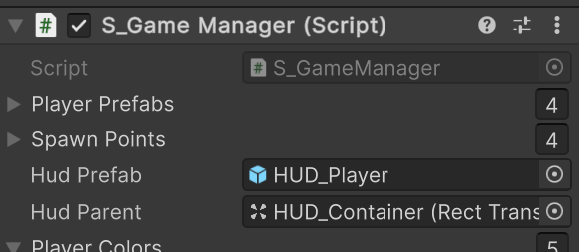 # S_Game Manager (Script)
Script # S_GameManager
Player Prefabs 4
Spawn Points 4
Hud Prefab HUD_Player
Hud Parent HUD_Container (Rect Trans
Player Colors 5